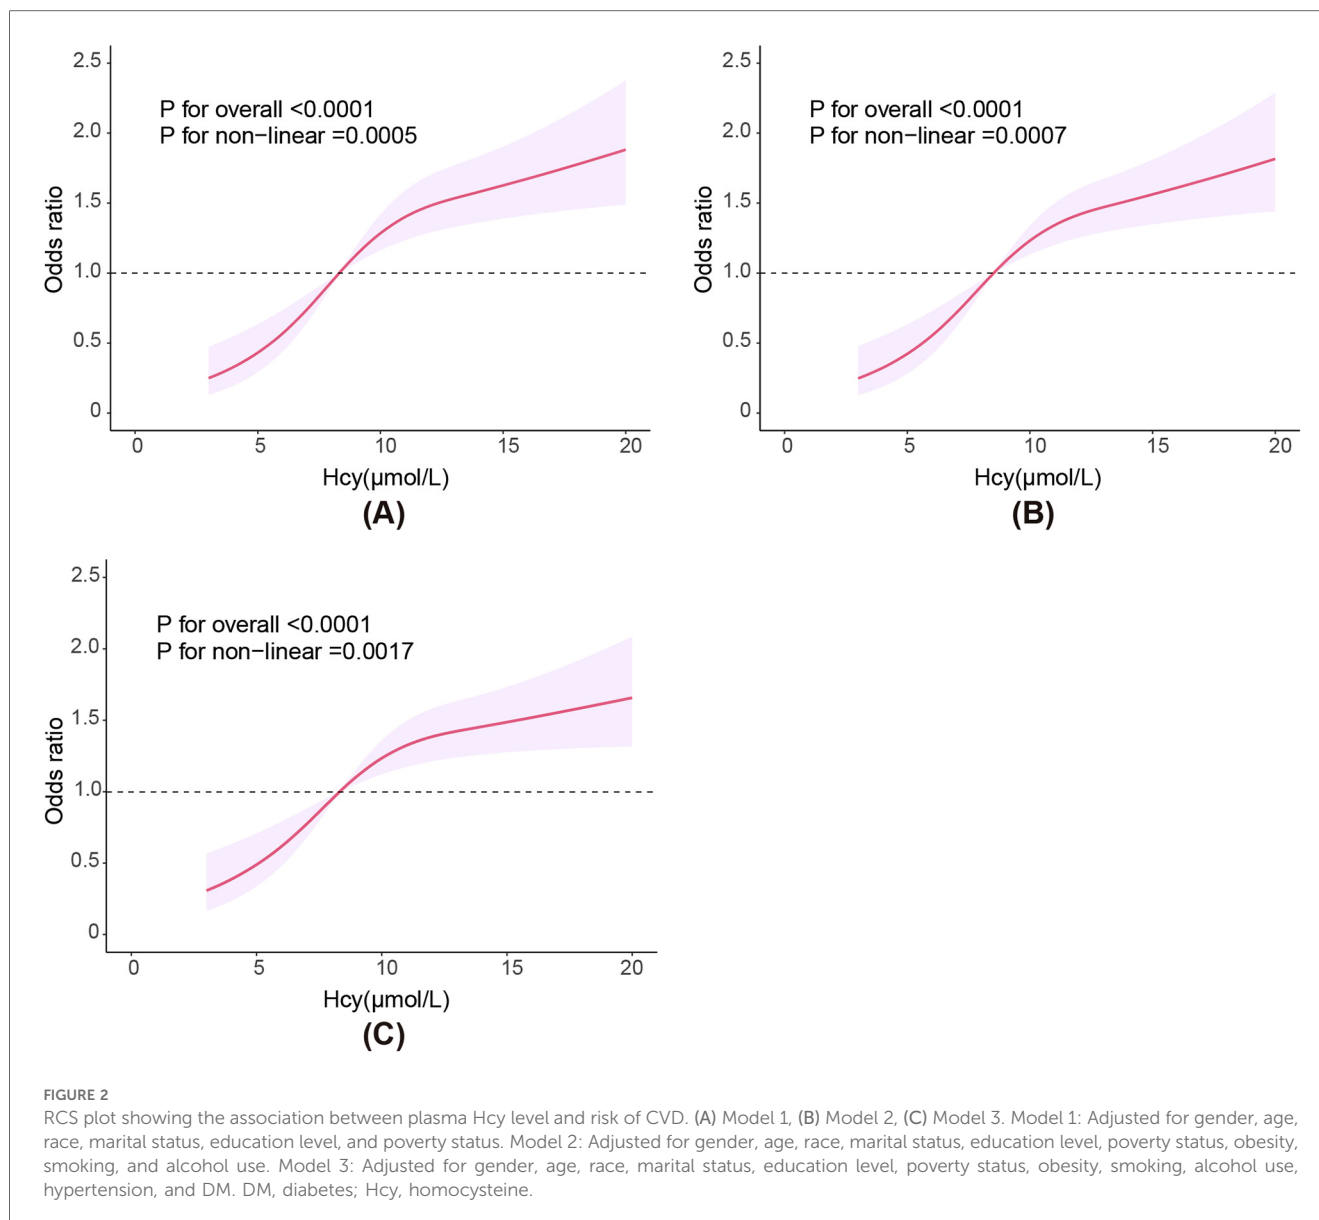 2.5
P for overall <0.0001
P for non−linear =0.0005
2.0
1.5
1.0
0.5
0
Odds ratio
0 5 10 15 20
Hcy(μmol/L)
(A)
2.5
P for overall <0.0001
P for non−linear =0.0007
2.0
1.5
1.0
0.5
0
Odds ratio
0 5 10 15 20
Hcy(μmol/L)
(B)
2.5
P for overall <0.0001
P for non−linear =0.0017
2.0
1.5
1.0
0.5
0
Odds ratio
0 5 10 15 20
Hcy(μmol/L)
(C)
FIGURE 2
RCS plot showing the association between plasma Hcy level and risk of CVD. (A) Model 1, (B) Model 2, (C) Model 3. Model 1: Adjusted for gender, age,
race, marital status, education level, and poverty status. Model 2: Adjusted for gender, age, race, marital status, education level, poverty status, obesity,
smoking, and alcohol use. Model 3: Adjusted for gender, age, race, marital status, education level, poverty status, obesity, smoking, alcohol use,
hypertension, and DM. DM, diabetes; Hcy, homocysteine.